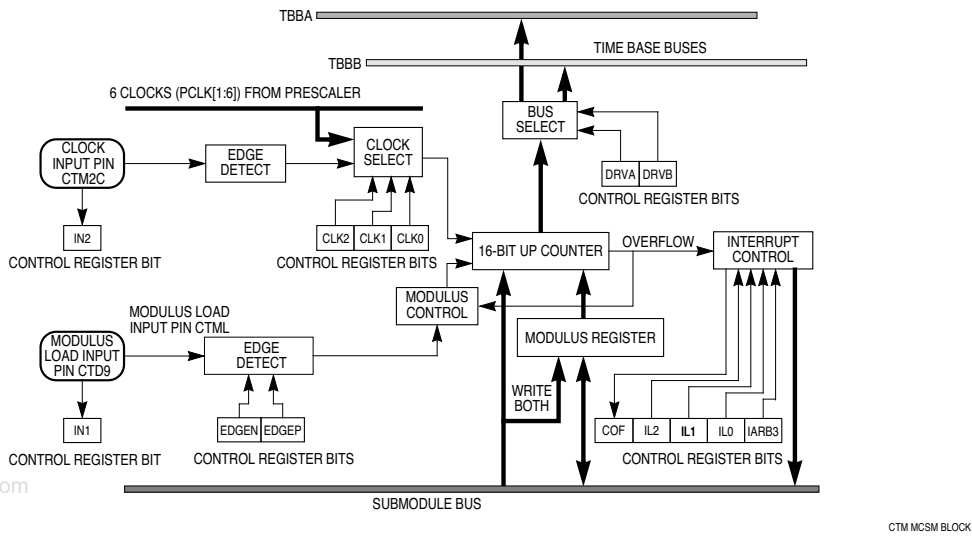 TBBA
TIME BASE BUSES
TBBB
6 CLOCKS (PCLK[1:6]) FROM PRESCALER
BUS
SELECT
CLOCK
INPUT PIN
CTM2C
EDGE
DETECT
CLOCK
SELECT
DRVA DRVB
CONTROL REGISTER BITS
IN2
CONTROL REGISTER BIT
CLK2 CLK1 CLK0
CONTROL REGISTER BITS
16-BIT UP COUNTER
OVERFLOW
INTERRUPT
CONTROL
MODULUS
CONTROL
MODULUS LOAD
INPUT PIN CTML
MODULUS
LOAD INPUT
PIN CTD9
EDGE
DETECT
MODULUS REGISTER
WRITE
BOTH
IN1
CONTROL REGISTER BIT
EDGEN EDGEP
CONTROL REGISTER BITS
COF IL2 IL1 IL0 IARB3
CONTROL REGISTER BITS
om
SUBMODULE BUS
CTM MCSM BLOCK